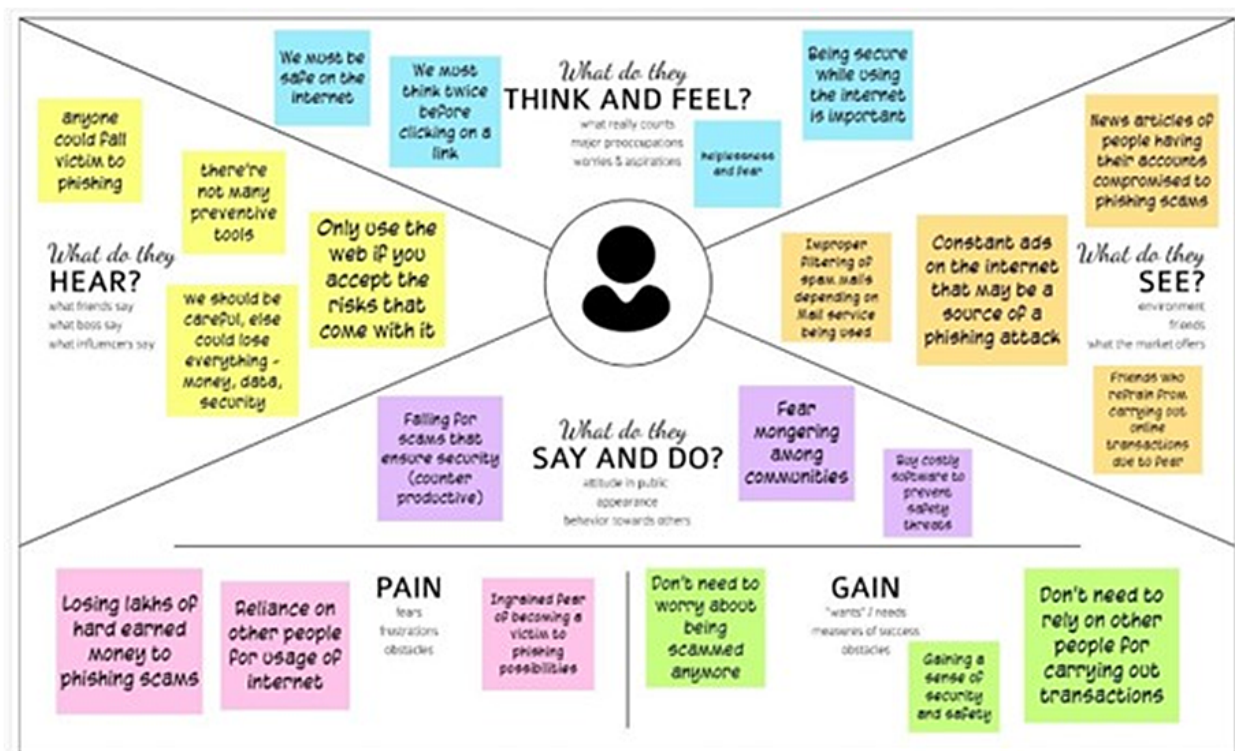 We must be
safe on the
internet
We must
think twice
before
clicking on a
link
What do they
THINK AND FEEL?
what really counts
major preoccupations
worries & aspirations
helplessness
and fear
Being secure
while using
the internet
is important
anyone
could fall
victim to
phishing
there're
not many
preventive
tools
Only use the
web if you
accept the
risks that
come with it
What do they
HEAR?
what friends say
what boss say
what influencers say
we should be
careful, else
could lose
everything -
money, data,
security
News articles of
people having
their accounts
compromised to
phishing scams
Improper
filtering of
spam mails
depending on
Mail service
being used
Constant ads
on the internet
that may be a
source of a
phishing attack
What do they
SEE?
environment
friends
what the market offers
Friends who
refrain from
carrying out
online
transactions
due to fear
Falling for
scams that
ensure security
(counter
productive)
What do they
SAY AND DO?
attitude in public
appearance
behavior towards others
Fear
mongering
among
communities
Buy costly
software to
prevent
safety
threats
Losing lakhs of
hard earned
money to
phishing scams
Reliance on
other people
for usage of
internet
PAIN
fears
frustrations
obstacles
Ingrained fear
of becoming a
victim to
phishing
possibilities
Don't need to
worry about
being
scammed
anymore
GAIN
"wants" / needs
measures of success
obstacles
Gaining a
sense of
security
and safety
Don't need to
rely on other
people for
carrying out
transactions